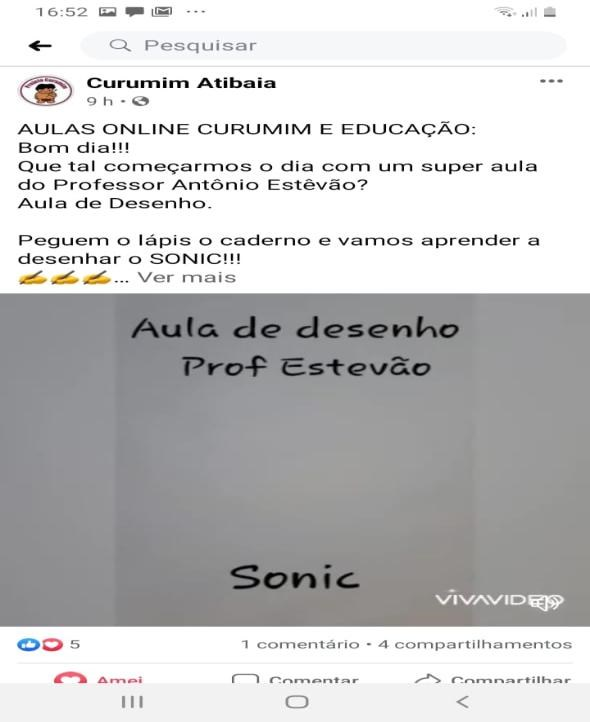 16:52
Pesquisar
Curumim Atibaia
9 h
AULAS ONLINE CURUMIM E EDUCAÇÃO:
Bom dia!!!
Que tal começarmos o dia com um super aula
do Professor Antônio Estêvão?
Aula de Desenho.
Peguem o lápis o caderno e vamos aprender a
desenhar o SONIC!!!
... Ver mais
Aula de desenho
Prof Estevão
Sonic
VIVAVIDEO
5
1 comentário • 4 compartilhamentos
Amei
Comentar
Compartilhar